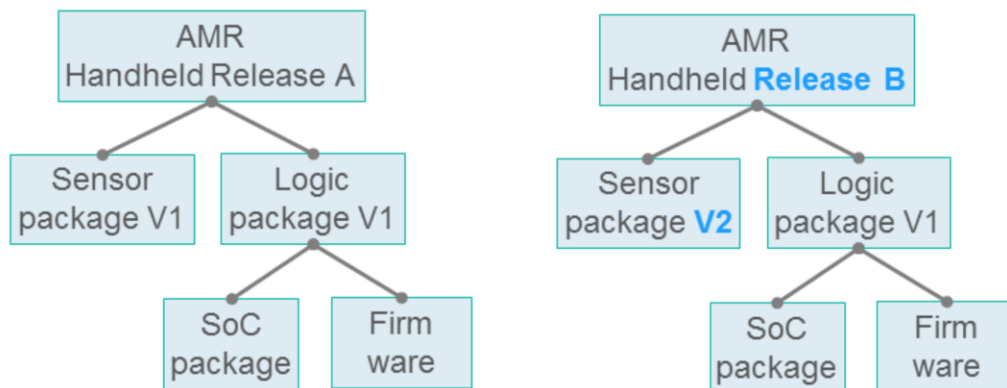 AMR
Handheld Release A
Sensor
package V1
Logic
package V1
SoC
package
Firm
ware
AMR
Handheld Release B
Sensor
package V2
Logic
package V1
SoC
package
Firm
ware